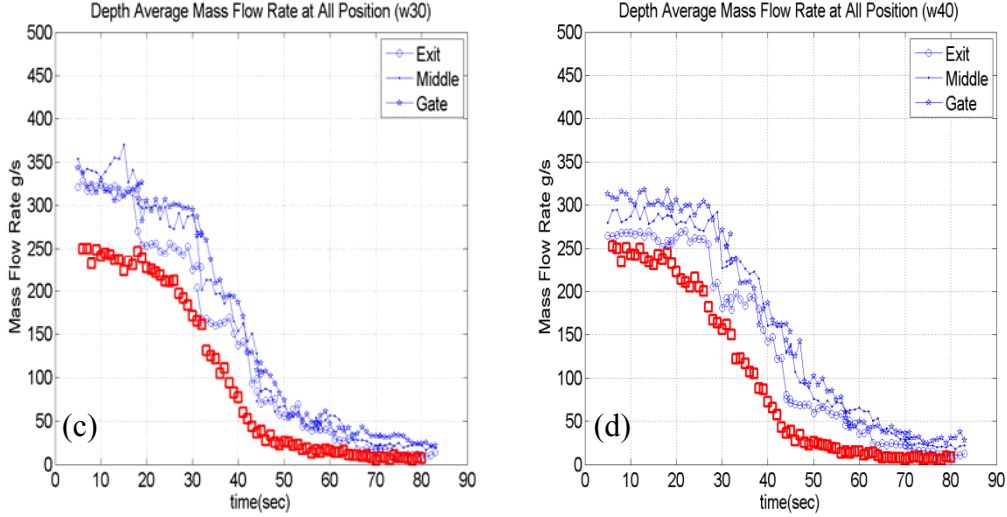 Depth Average Mass Flow Rate at All Position (w30)
500
450
400
350
300
250
200
150
100
50
0
Mass Flow Rate g/s
Exit
Middle
Gate
(c)
0 10 20 30 40 50 60 70 80 90
time(sec)
Depth Average Mass Flow Rate at All Position (w40)
500
450
400
350
300
250
200
150
100
50
0
Mass Flow Rate g/s
Exit
Middle
Gate
(d)
0 10 20 30 40 50 60 70 80 90
time(sec)